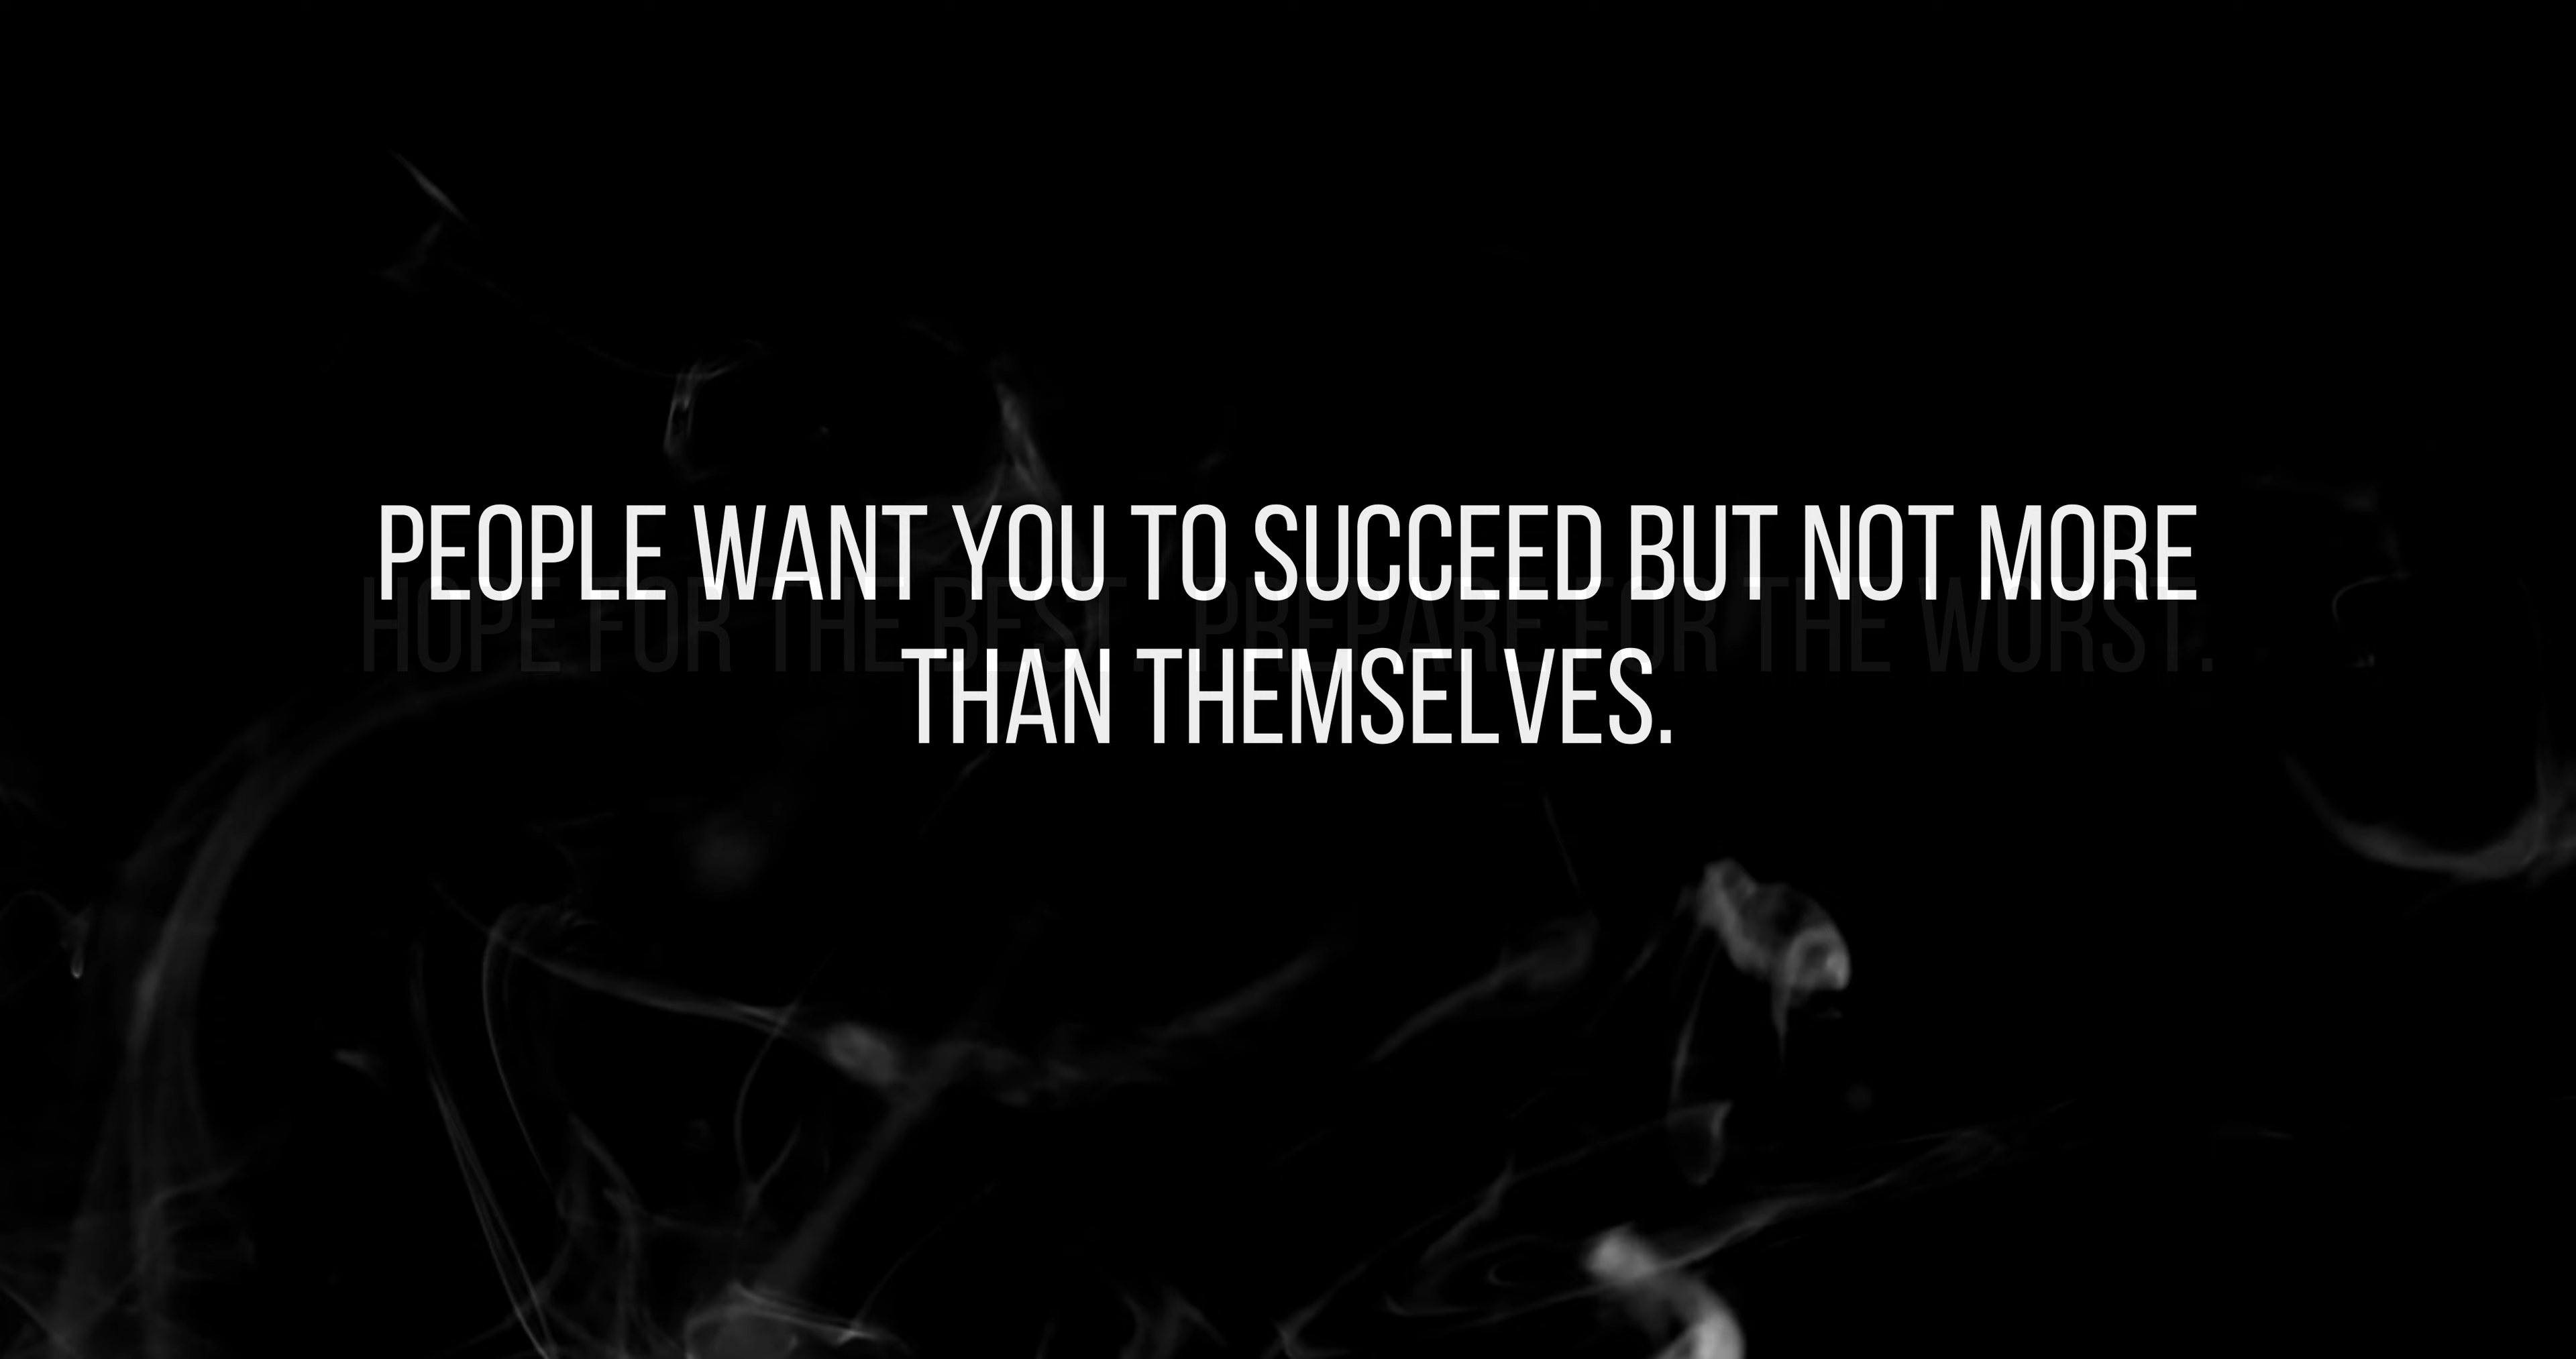 PEOPLE WANT YOU TO SUCCEED BUT NOT MORE
HOPE FOR THE BEST, PREPARE FOR THE WORST.
THAN THEMSELVES.